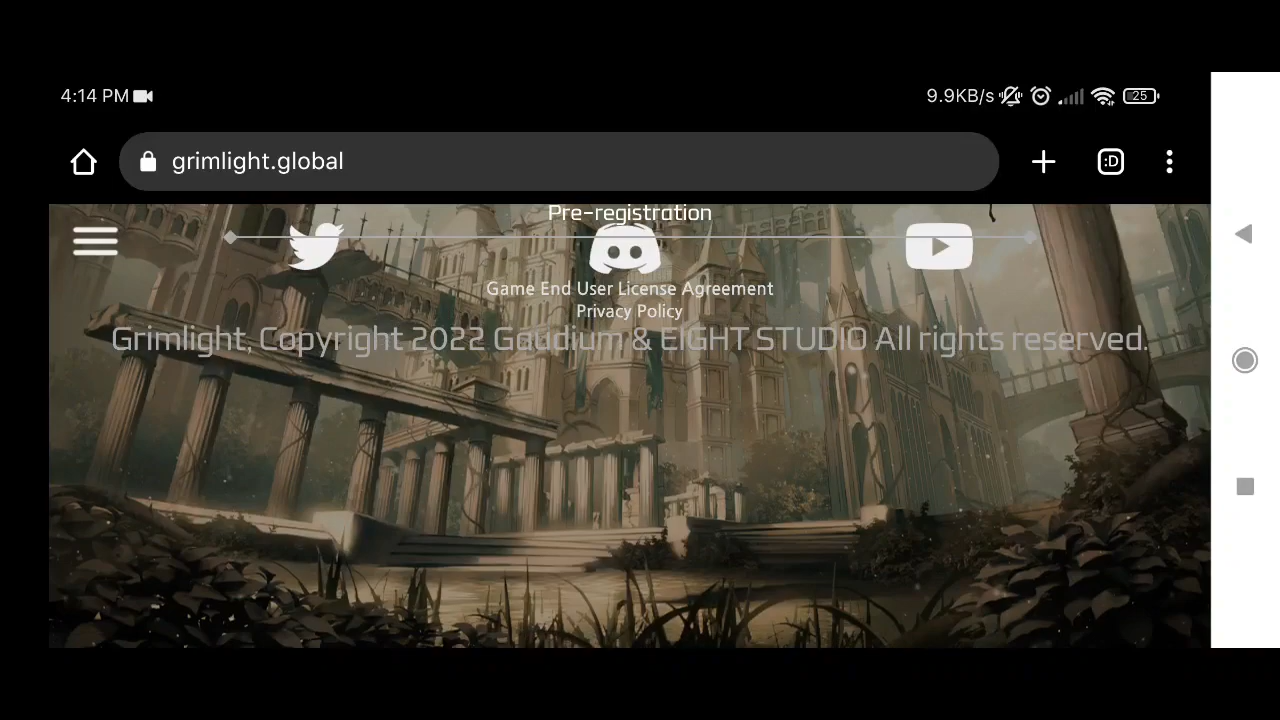 4:14 PM
9.9KB/s
25
grimlight.global
:D
Pre-registration
Game End User License Agreement
Privacy Policy
Grimlight, Copyright 2022 Gaudium & EIGHT STUDIO All rights reserved.